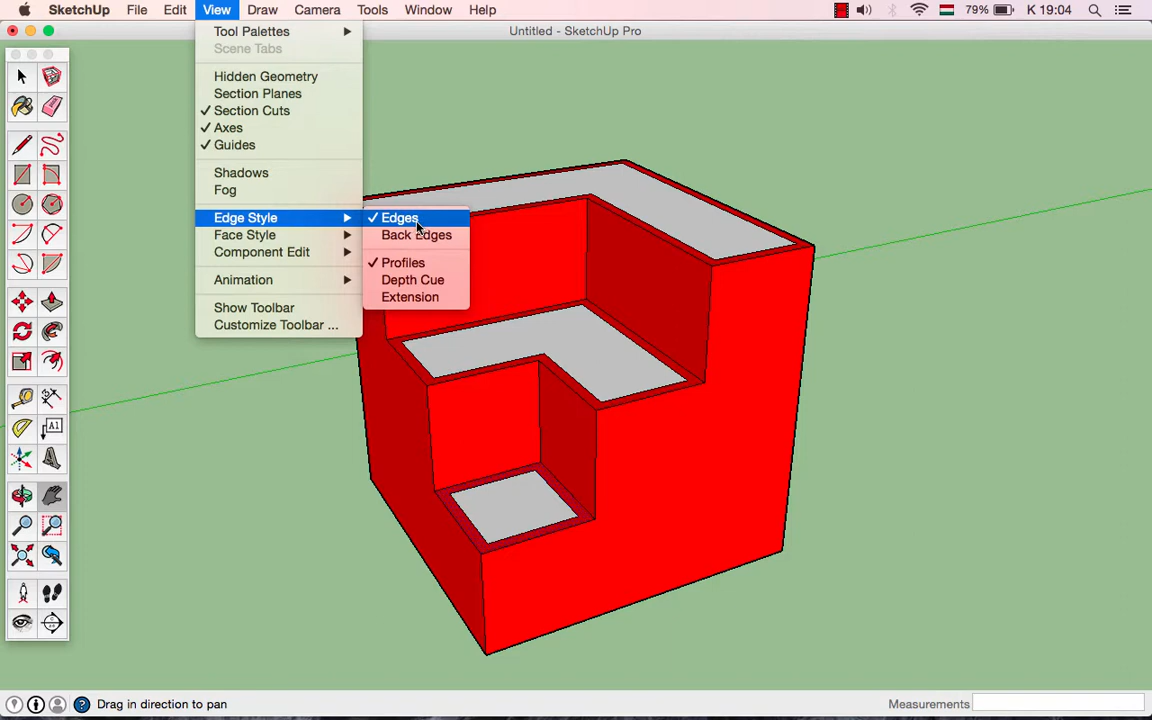 SketchUp File Edit View Draw Camera Tools Window Help 79% K 19:04
Untitled - SketchUp Pro
Tool Palettes
Scene Tabs
Hidden Geometry
Section Planes
Section Cuts
Axes
Guides
Shadows
Fog
Edge Style
Face Style
Component Edit
Animation
Show Toolbar
Customize Toolbar ...
Edges
Back Edges
Profiles
Depth Cue
Extension
A1
Drag in direction to pan
Measurements